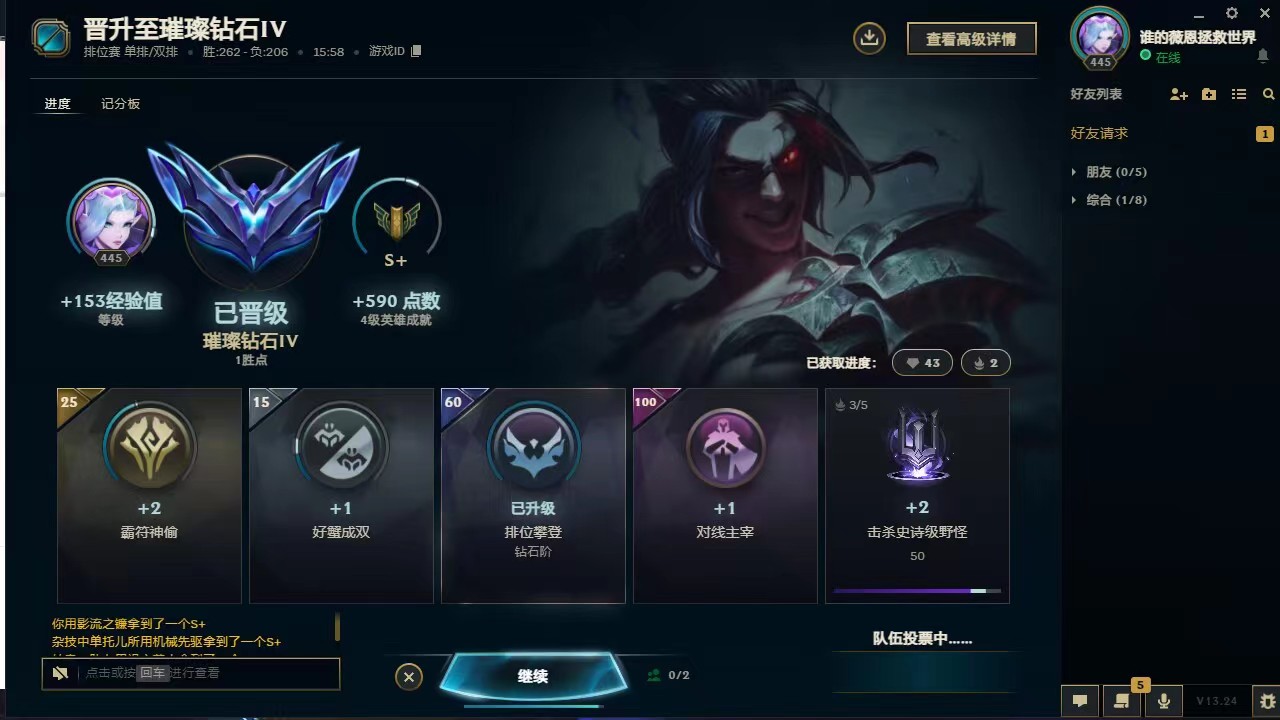 晋升至璀璨钻石IV
排位赛 单排/双排 • 胜:262 - 负:206 • 15:58 • 游戏ID
查看高级详情
进度 记分板
445
+153经验值
等级
已晋级
璀璨钻石IV
1胜点
S+
+590 点数
4级英雄成就
已获取进度: 43 2
25
+2
霸符神偷
15
+1
好蟹成双
60
已升级
排位攀登
钻石阶
100
+1
对线主宰
3/5
+2
击杀史诗级野怪
50
你用影流之镰拿到了一个S+
杂技中单托儿所用机械先驱拿到了一个S+
点击或按 回车 进行查看
继续
0/2
队伍投票中......
445
谁的薇恩拯救世界
在线
好友列表
好友请求 1
朋友 (0/5)
综合 (1/8)
5
V13.24